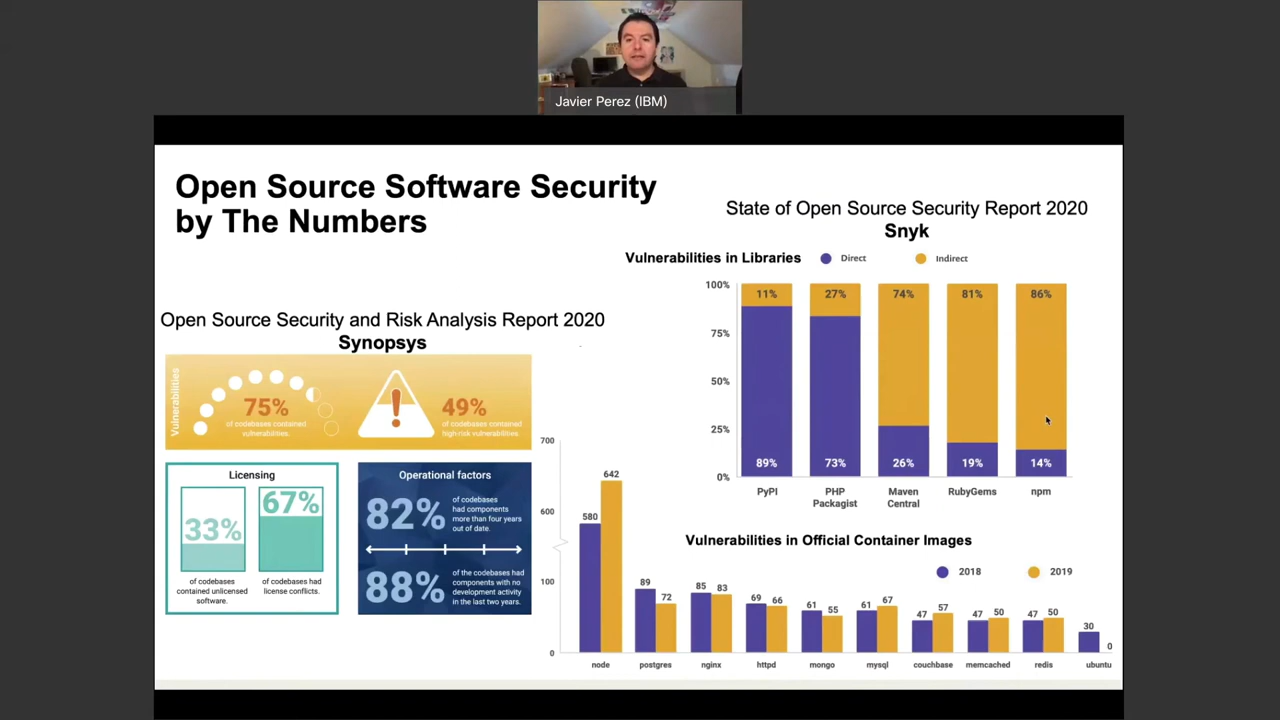 Javier Perez (IBM)
Open Source Software Security
by The Numbers
State of Open Source Security Report 2020
Snyk
Vulnerabilities in Libraries
Direct
Indirect
100%
75%
50%
25%
0%
11%
27%
74%
81%
86%
89%
73%
26%
19%
14%
PyPI
PHP
Packagist
Maven
Central
RubyGems
npm
Open Source Security and Risk Analysis Report 2020
Synopsys
Vulnerabilities
75%
of codebases contained
vulnerabilities.
49%
of codebases contained
high-risk vulnerabilities.
Licensing
33%
of codebases
contained unlicensed
software.
67%
of codebases had
license conflicts.
Operational factors
82%
of codebases
had components
more than four years
out of date.
88%
of the codebases had
components with no
development activity
in the last two years.
Vulnerabilities in Official Container Images
2018
2019
700
600
100
0
580
642
89
72
85
83
69
66
61
55
61
67
47
57
47
50
47
50
30
0
node
postgres
nginx
httpd
mongo
mysql
couchbase
memcached
redis
ubuntu